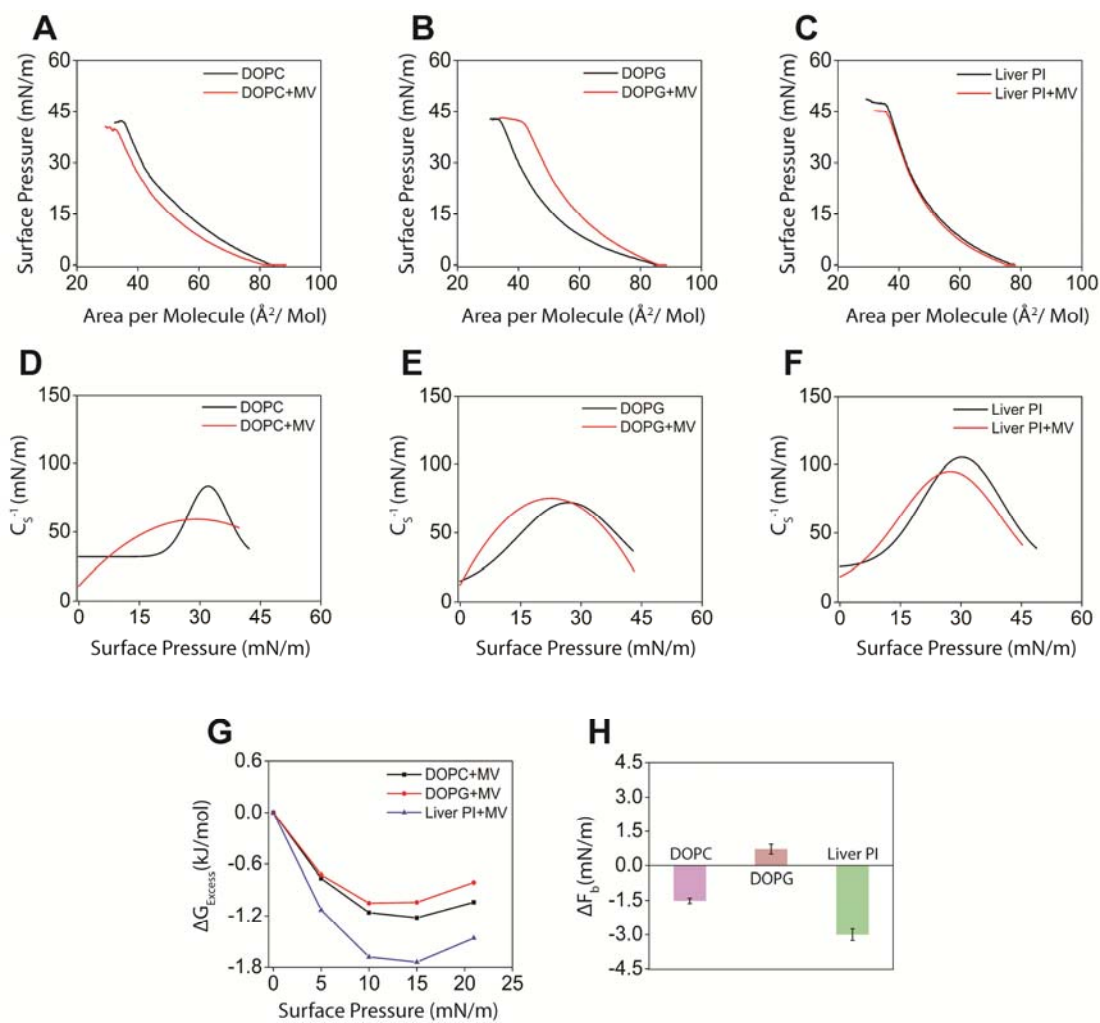 A
Surface Pressure (mN/m)
60
45
30
15
0
DOPC
DOPC+MV
20 40 60 80 100
Area per Molecule (Å²/ Mol)
B
Surface Pressure (mN/m)
60
45
30
15
0
DOPG
DOPG+MV
20 40 60 80 100
Area per Molecule (Å²/ Mol)
C
Surface Pressure (mN/m)
60
45
30
15
0
Liver PI
Liver PI+MV
20 40 60 80 100
Area per Molecule (Å²/ Mol)
D
Cₛ⁻¹ (mN/m)
150
100
50
0
DOPC
DOPC+MV
0 15 30 45 60
Surface Pressure (mN/m)
E
Cₛ⁻¹ (mN/m)
150
100
50
0
DOPG
DOPG+MV
0 15 30 45 60
Surface Pressure (mN/m)
F
Cₛ⁻¹ (mN/m)
150
100
50
0
Liver PI
Liver PI+MV
0 15 30 45 60
Surface Pressure (mN/m)
G
ΔG_Excess(kJ/mol)
0.6
0.0
-0.6
-1.2
-1.8
DOPC+MV
DOPG+MV
Liver PI+MV
0 5 10 15 20 25
Surface Pressure (mN/m)
H
ΔF_b(mN/m)
4.5
3.0
1.5
0.0
-1.5
-3.0
-4.5
DOPC
DOPG
Liver PI